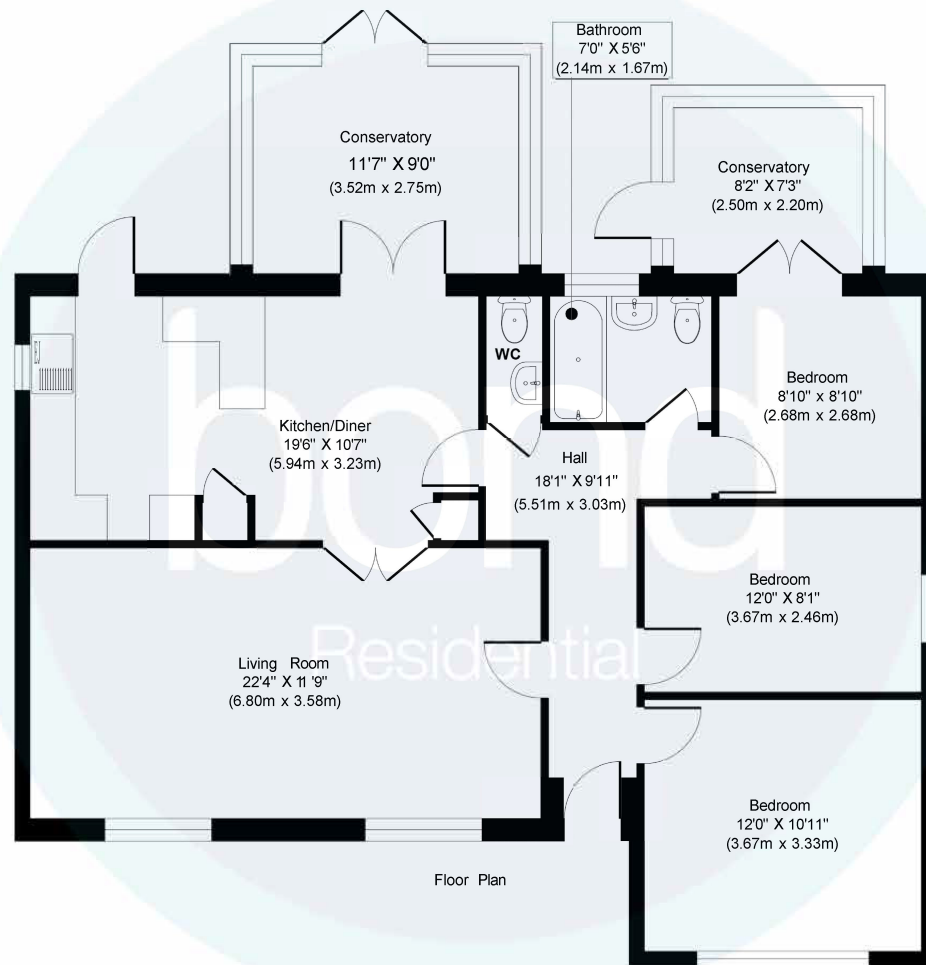 Bathroom
7'0" X 5'6"
(2.14m x 1.67m)
Conservatory
11'7" X 9'0"
(3.52m x 2.75m)
Conservatory
8'2" X 7'3"
(2.50m x 2.20m)
WC
Bedroom
8'10" x 8'10"
(2.68m x 2.68m)
Kitchen/Diner
19'6" X 10'7"
(5.94m x 3.23m)
Hall
18'1" X 9'11"
(5.51m x 3.03m)
bond
Residential
Bedroom
12'0" X 8'1"
(3.67m x 2.46m)
Living Room
22'4" X 11 '9"
(6.80m x 3.58m)
Bedroom
12'0" X 10'11"
(3.67m x 3.33m)
Floor Plan